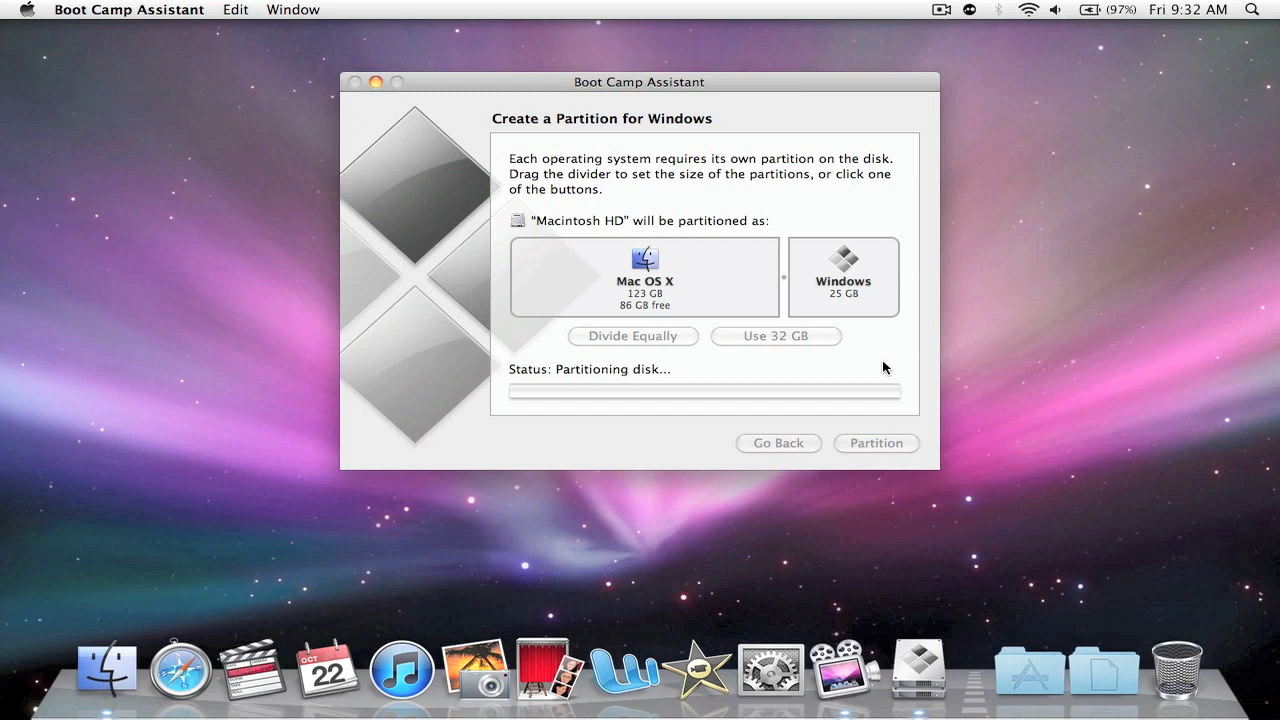 Boot Camp Assistant Edit Window (97%) Fri 9:32 AM
Boot Camp Assistant
Create a Partition for Windows
Each operating system requires its own partition on the disk.
Drag the divider to set the size of the partitions, or click one
of the buttons.
“Macintosh HD” will be partitioned as:
Mac OS X
123 GB
86 GB free
Windows
25 GB
Divide Equally Use 32 GB
Status: Partitioning disk...
Go Back Partition
OCT
22